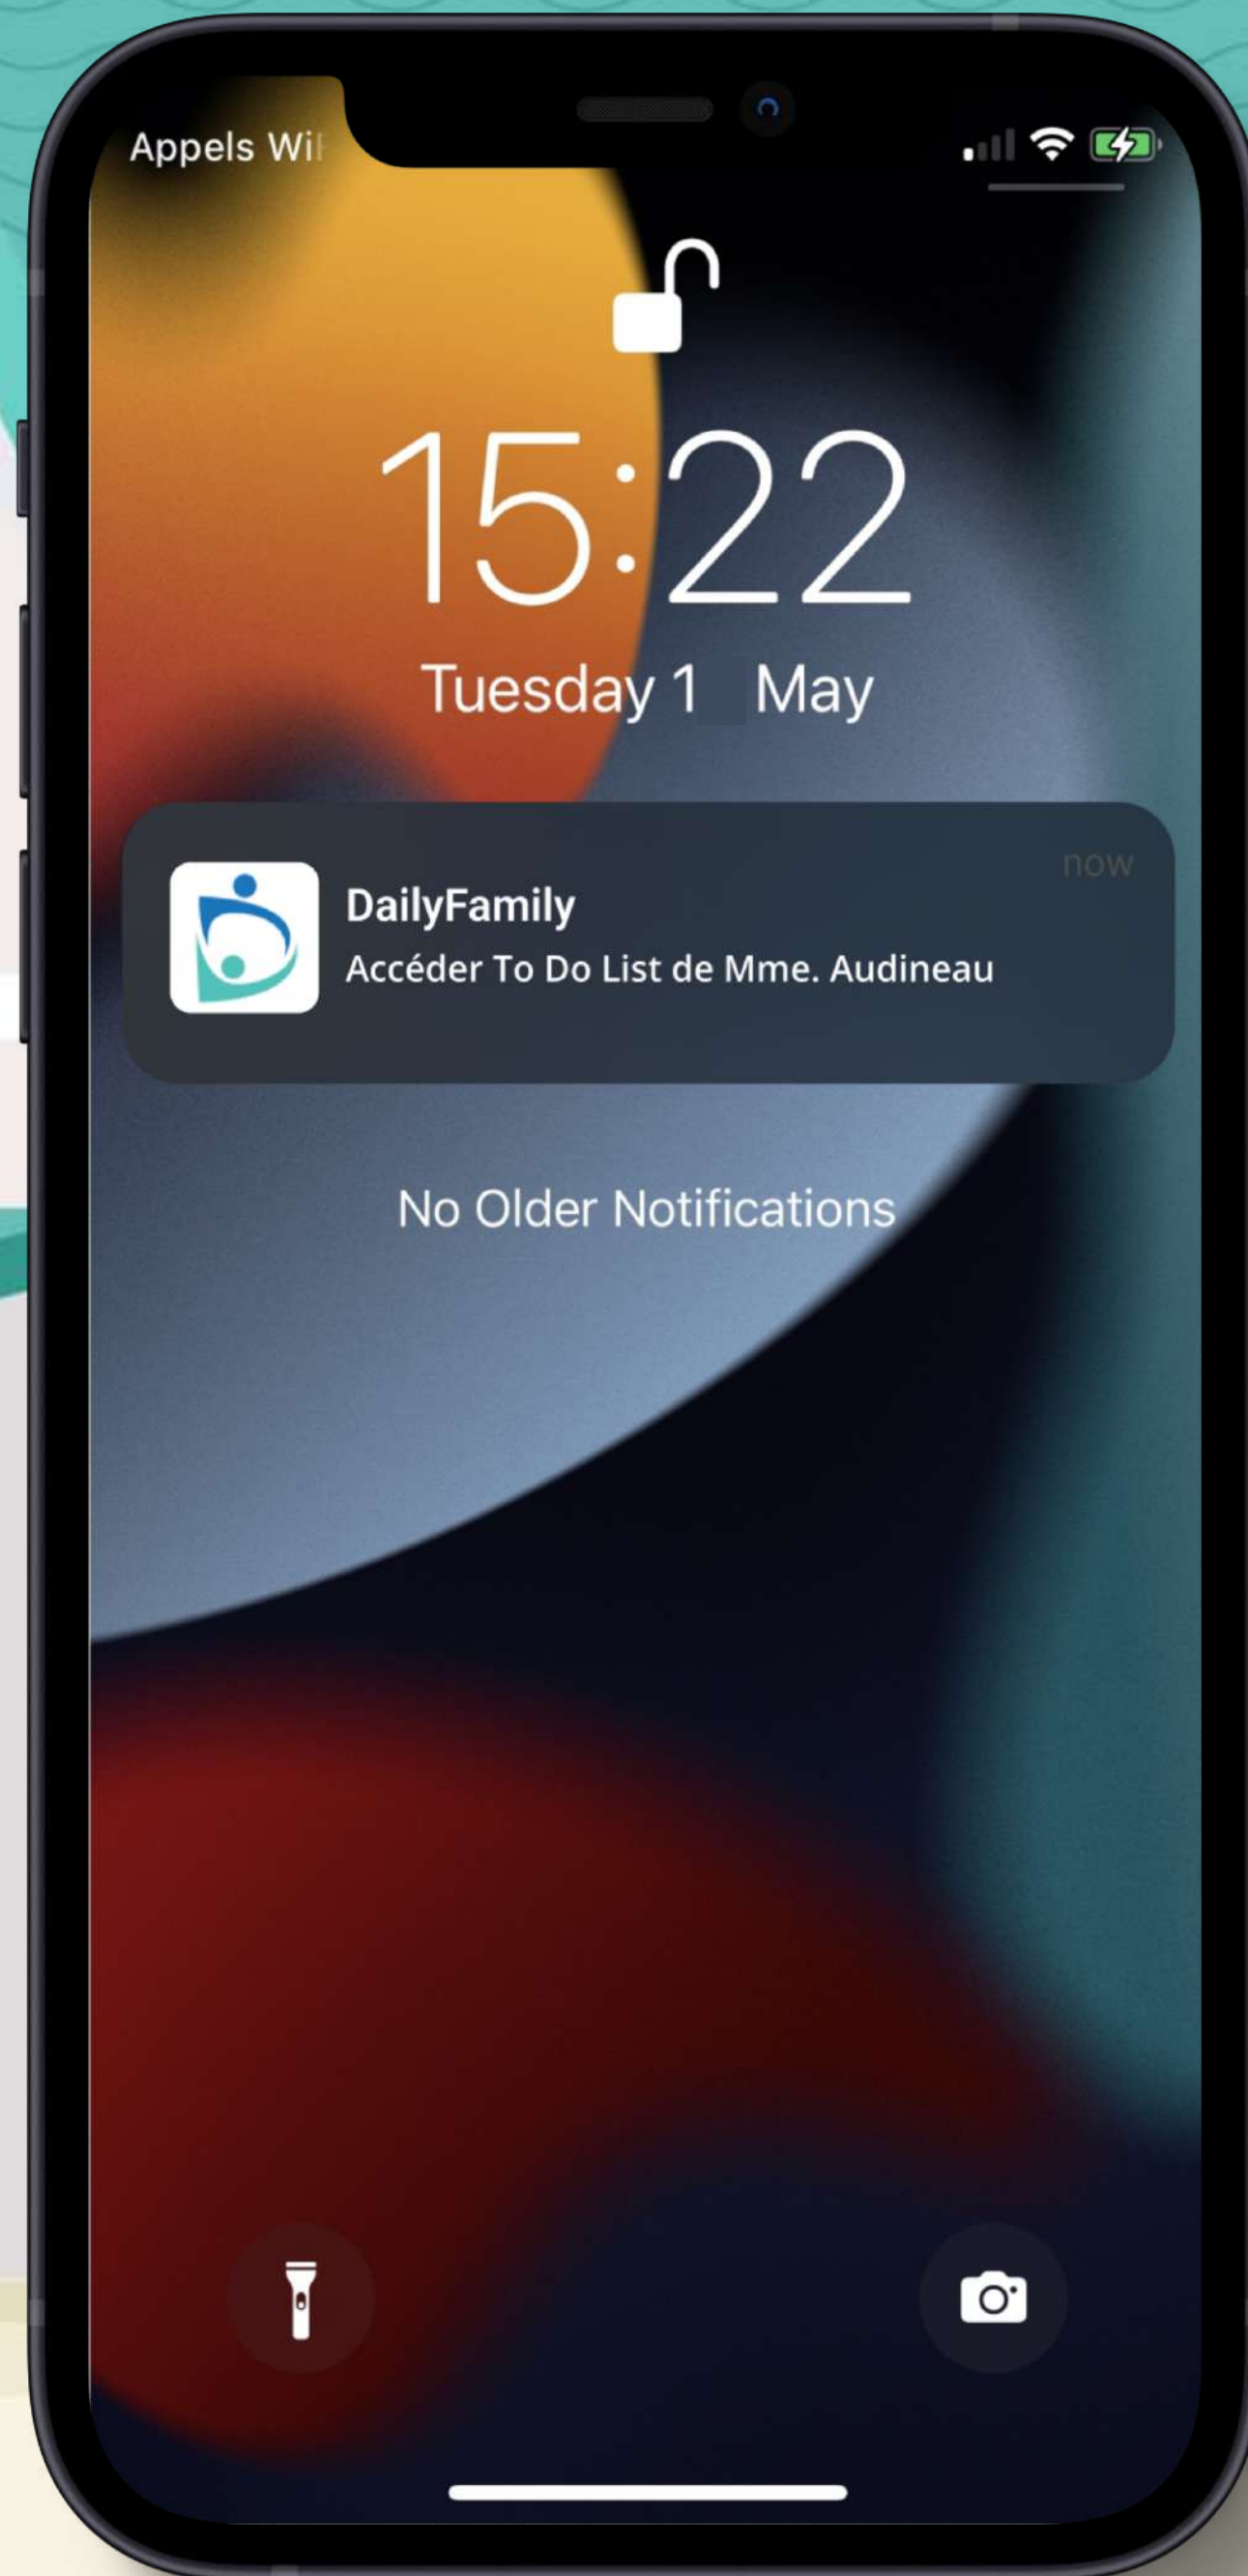 Appels Wi
15:22
Tuesday 1 May
now
DailyFamily
Accéder To Do List de Mme. Audineau
No Older Notifications